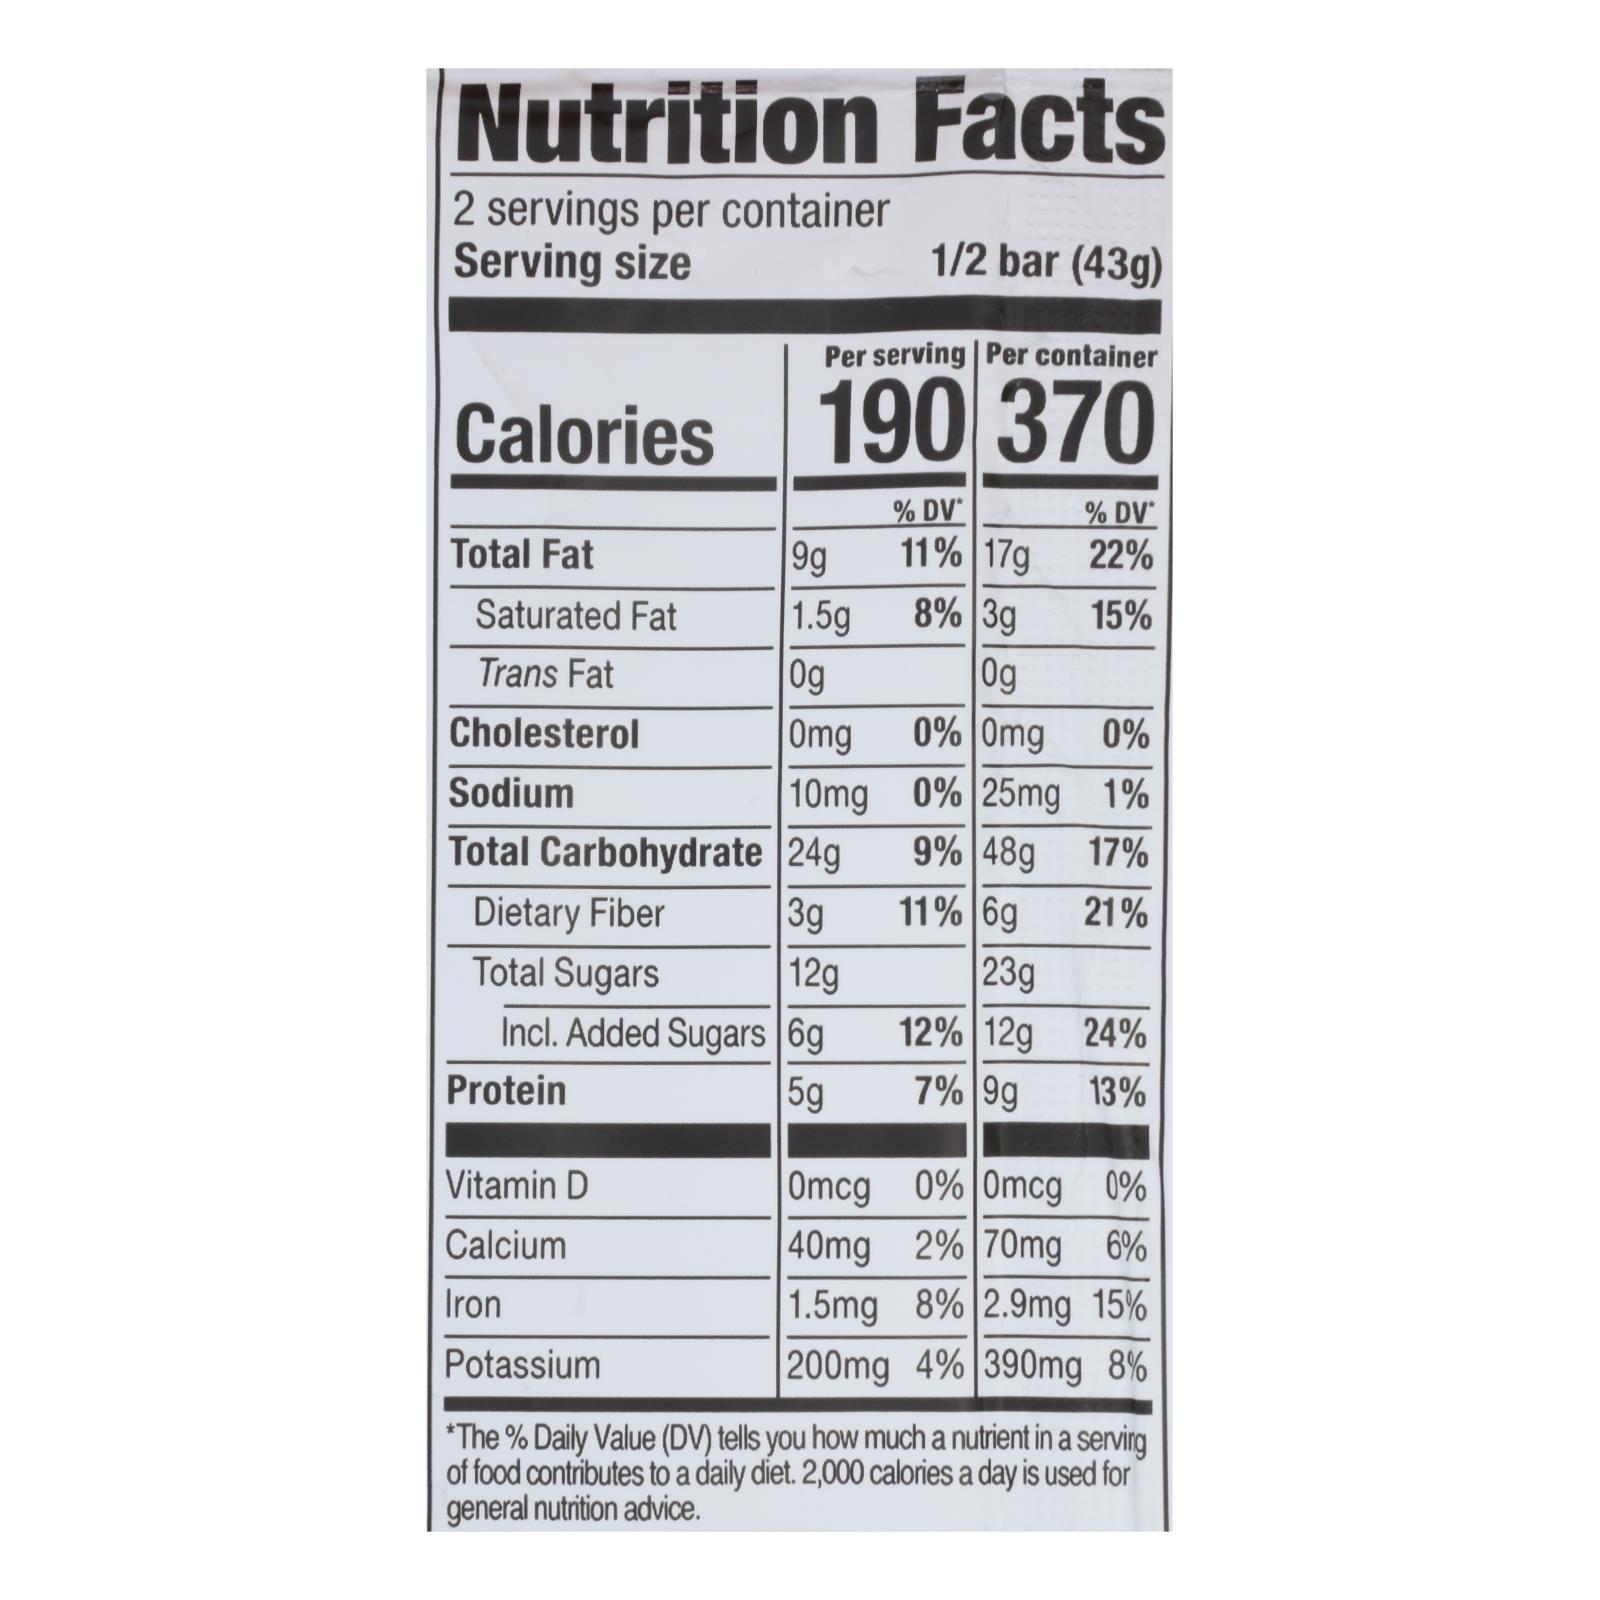 Nutrition Facts
2 servings per container
Serving size 1/2 bar (43g)
Per serving Per container
Calories 190 370
% DV* % DV*
Total Fat 9g 11% 17g 22%
Saturated Fat 1.5g 8% 3g 15%
Trans Fat 0g 0g
Cholesterol 0mg 0% 0mg 0%
Sodium 10mg 0% 25mg 1%
Total Carbohydrate 24g 9% 48g 17%
Dietary Fiber 3g 11% 6g 21%
Total Sugars 12g 23g
Incl. Added Sugars 6g 12% 12g 24%
Protein 5g 7% 9g 13%
Vitamin D 0mcg 0% 0mcg 0%
Calcium 40mg 2% 70mg 6%
Iron 1.5mg 8% 2.9mg 15%
Potassium 200mg 4% 390mg 8%
*The % Daily Value (DV) tells you how much a nutrient in a serving
of food contributes to a daily diet. 2,000 calories a day is used for
general nutrition advice.